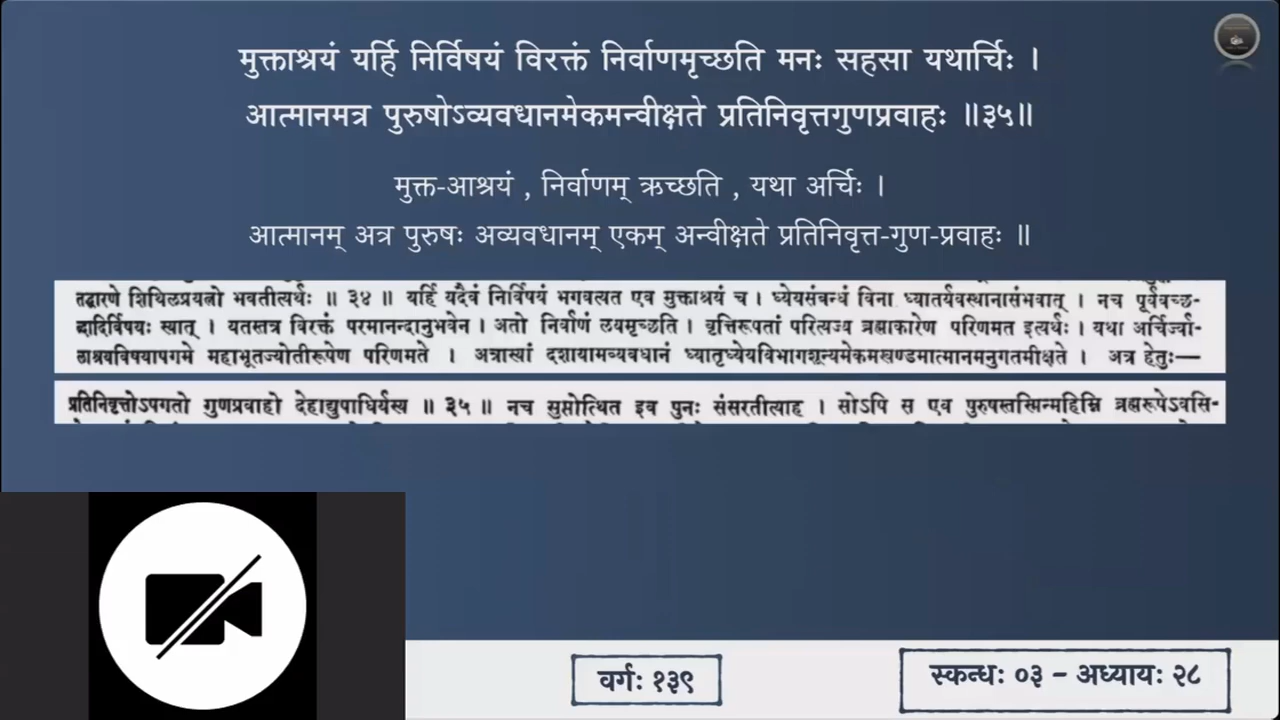 मुक्ताश्रयं यर्हि निर्विषयं विरक्तं निर्वाणमृच्छति मनः सहसा यथार्चिः ।
आत्मानमत्र पुरुषोऽव्यवधानमेकमन्वीक्षते प्रतिनिवृत्तगुणप्रवाहः ॥३५॥
मुक्त-आश्रयं , निर्वाणम् ऋच्छति , यथा अर्चिः ।
आत्मानम् अत्र पुरुषः अव्यवधानम् एकम् अन्वीक्षते प्रतिनिवृत्त-गुण-प्रवाहः ॥
तद्धारणे शिथिलप्रयत्नो भवतीत्यर्थः ॥ ३४ ॥ यर्हि यदैवं निर्विषयं भगवत्यत एव मुक्ताश्रयं च । ध्येयसंबन्धं विना ध्यातर्यवस्थानासंभवात् । नच पूर्ववच्छ-
ब्दादिर्विषयः स्यात् । यतस्तत्र विरक्तं परमानन्दानुभवेन । अतो निर्वाणं लयमृच्छति । वृत्तिरूपतां परित्यज्य ब्रह्माकारेण परिणमत इत्यर्थः । यथा अर्चिर्ज्वा-
लाश्रयविषयापगमे महाभूतज्योतीरूपेण परिणमते । अत्रास्यां दशायामव्यवधानं ध्यातृध्येयविभागशून्यमेकमखण्डमात्मानमनुगतमीक्षते । अत्र हेतुः—
प्रतिनिवृत्तोऽपगतो गुणप्रवाहो देहाद्युपाधिर्यस्य ॥ ३५ ॥ नच सुप्तोत्थित इव पुनः संसरतीत्याह । सोऽपि स एव पुरुषस्तस्मिन्महिम्नि ब्रह्मरूपेऽवसि-
वर्गः १३९
स्कन्धः ०३ – अध्यायः २८